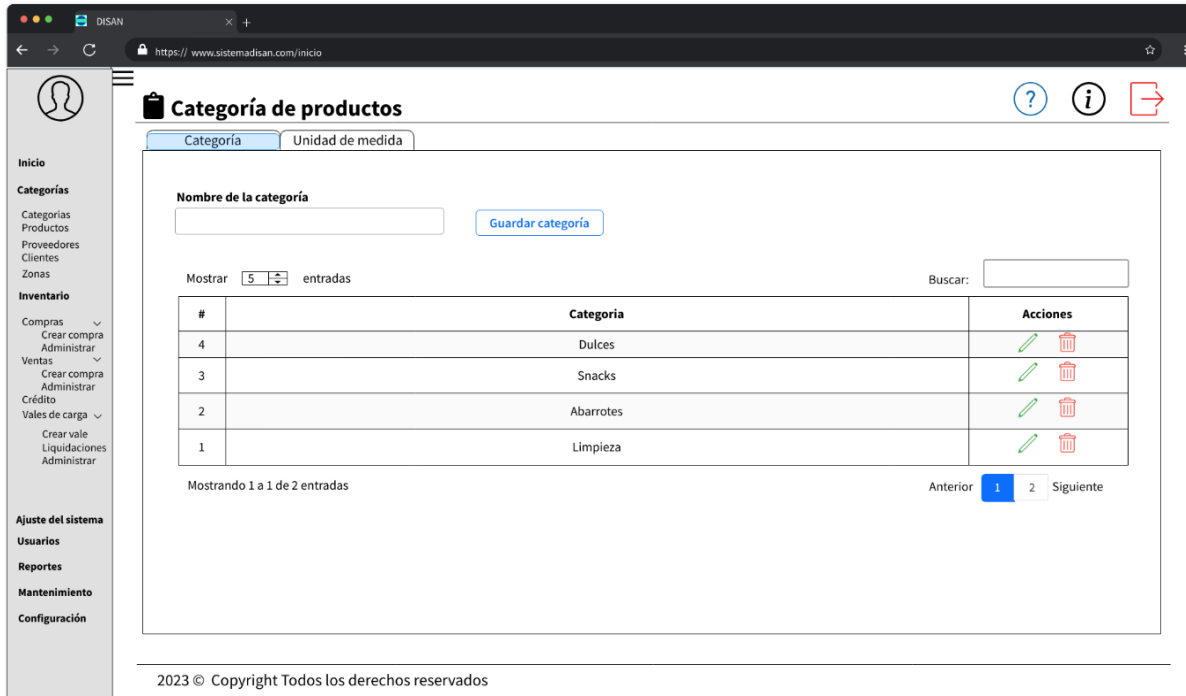 DISAN × +
https:// www.sistemadisan.com/inicio
Categoría de productos
? i
Categoría Unidad de medida
Inicio
Categorías
Categorias
Productos
Proveedores
Clientes
Zonas
Inventario
Compras
Crear compra
Administrar
Ventas
Crear compra
Administrar
Crédito
Vales de carga
Crear vale
Liquidaciones
Administrar
Ajuste del sistema
Usuarios
Reportes
Mantenimiento
Configuración
Nombre de la categoría
Guardar categoría
Mostrar 5 entradas
Buscar:
# Categoria Acciones
4 Dulces
3 Snacks
2 Abarrotes
1 Limpieza
Mostrando 1 a 1 de 2 entradas
Anterior 1 2 Siguiente
2023 © Copyright Todos los derechos reservados